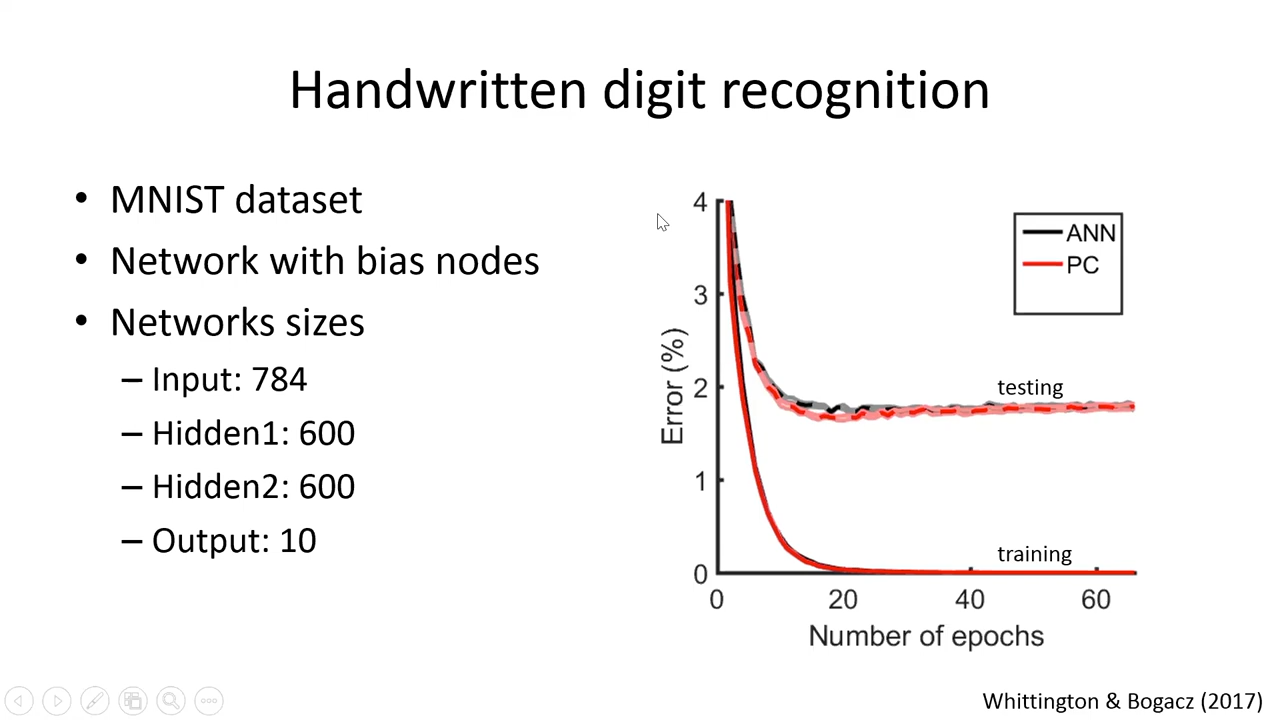 Handwritten digit recognition
• MNIST dataset
• Network with bias nodes
• Networks sizes
– Input: 784
– Hidden1: 600
– Hidden2: 600
– Output: 10
4
3
2
1
0
Error (%)
ANN
PC
testing
training
0 20 40 60
Number of epochs
Whittington & Bogacz (2017)